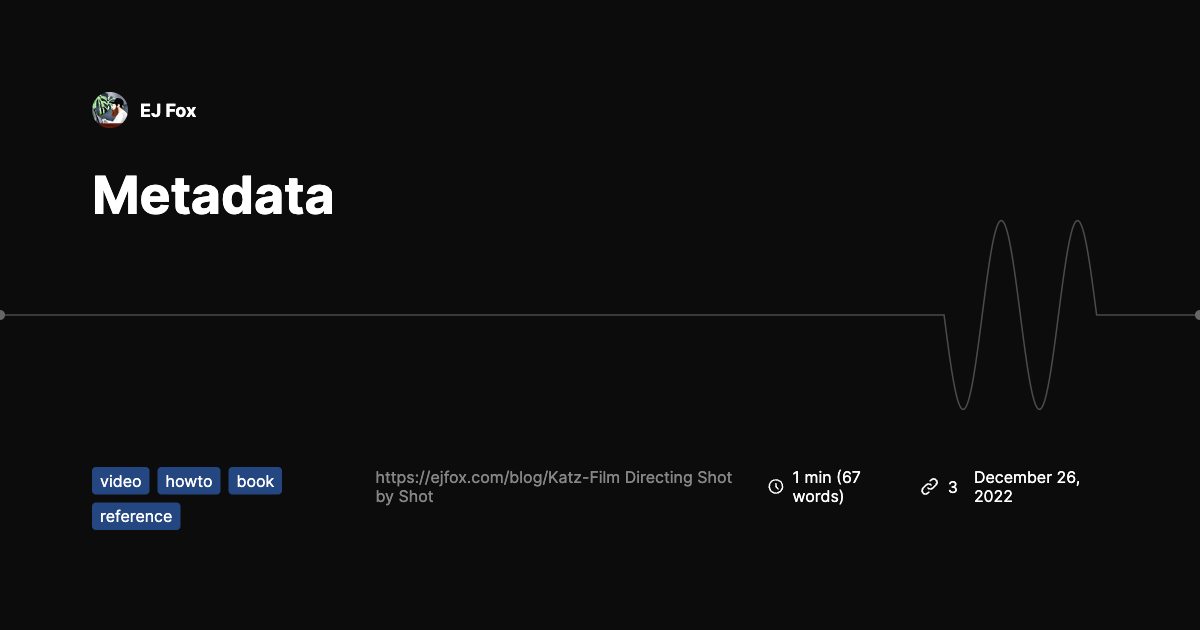 EJ Fox
Metadata
video howto book
reference
https://ejfox.com/blog/Katz-Film Directing Shot
by Shot
1 min (67
words)
3
December 26,
2022